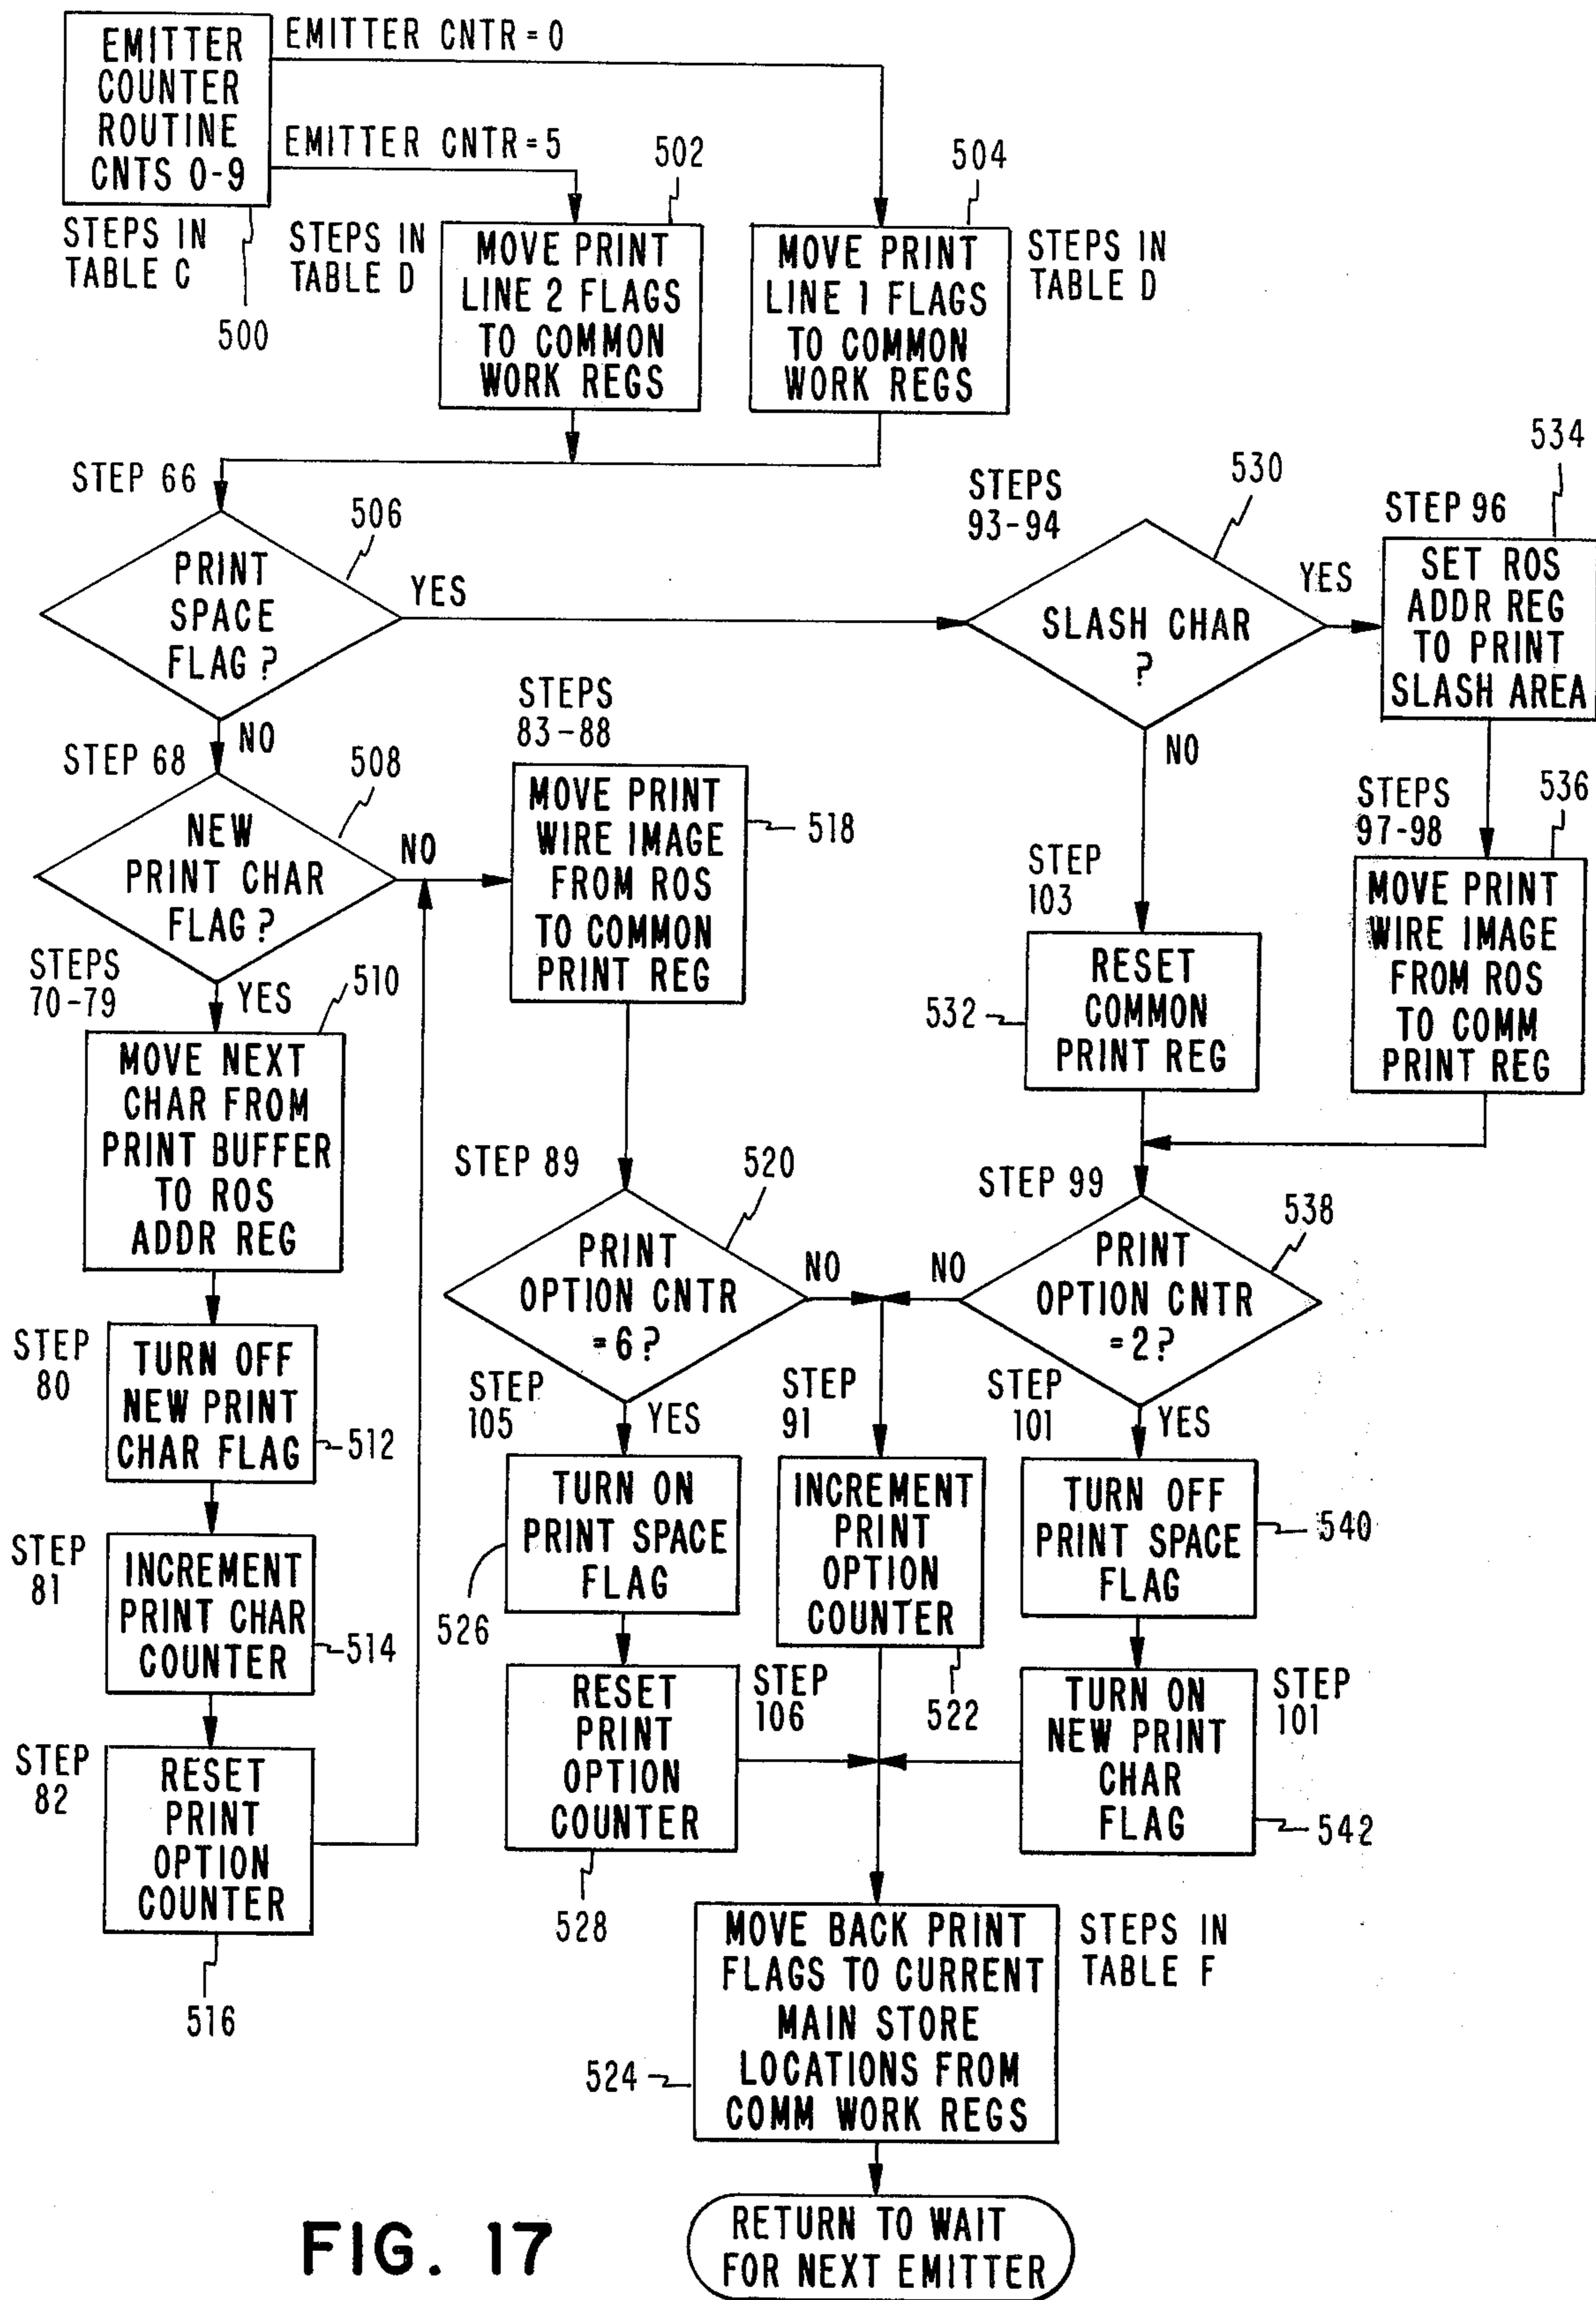 EMITTER
COUNTER
ROUTINE
CNTS 0-9
EMITTER CNTR = 0
EMITTER CNTR = 5
STEPS IN
TABLE C
500
STEPS IN
TABLE D
502
MOVE PRINT
LINE 2 FLAGS
TO COMMON
WORK REGS
504
MOVE PRINT
LINE 1 FLAGS
TO COMMON
WORK REGS
STEPS IN
TABLE D
STEP 66
506
PRINT
SPACE
FLAG ?
YES
NO
STEPS
93-94
530
SLASH CHAR
?
YES
NO
534
STEP 96
SET ROS
ADDR REG
TO PRINT
SLASH AREA
STEP 68
508
NEW
PRINT CHAR
FLAG ?
NO
YES
STEPS
83-88
MOVE PRINT
WIRE IMAGE
FROM ROS
TO COMMON
PRINT REG
518
STEPS
97-98
536
MOVE PRINT
WIRE IMAGE
FROM ROS
TO COMM
PRINT REG
STEP
103
532
RESET
COMMON
PRINT REG
STEPS
70-79
510
MOVE NEXT
CHAR FROM
PRINT BUFFER
TO ROS
ADDR REG
STEP 89
520
PRINT
OPTION CNTR
= 6 ?
NO
YES
STEP 99
538
PRINT
OPTION CNTR
= 2 ?
NO
YES
STEP
80
TURN OFF
NEW PRINT
CHAR FLAG
512
STEP
105
TURN ON
PRINT SPACE
FLAG
526
STEP
91
INCREMENT
PRINT
OPTION
COUNTER
522
STEP
101
TURN OFF
PRINT SPACE
FLAG
540
STEP
81
INCREMENT
PRINT CHAR
COUNTER
514
STEP
82
RESET
PRINT
OPTION
COUNTER
516
RESET
PRINT
OPTION
COUNTER
528
STEP
106
TURN ON
NEW PRINT
CHAR
FLAG
542
STEP
101
MOVE BACK PRINT
FLAGS TO CURRENT
MAIN STORE
LOCATIONS FROM
COMM WORK REGS
524
STEPS IN
TABLE F
RETURN TO WAIT
FOR NEXT EMITTER
FIG. 17